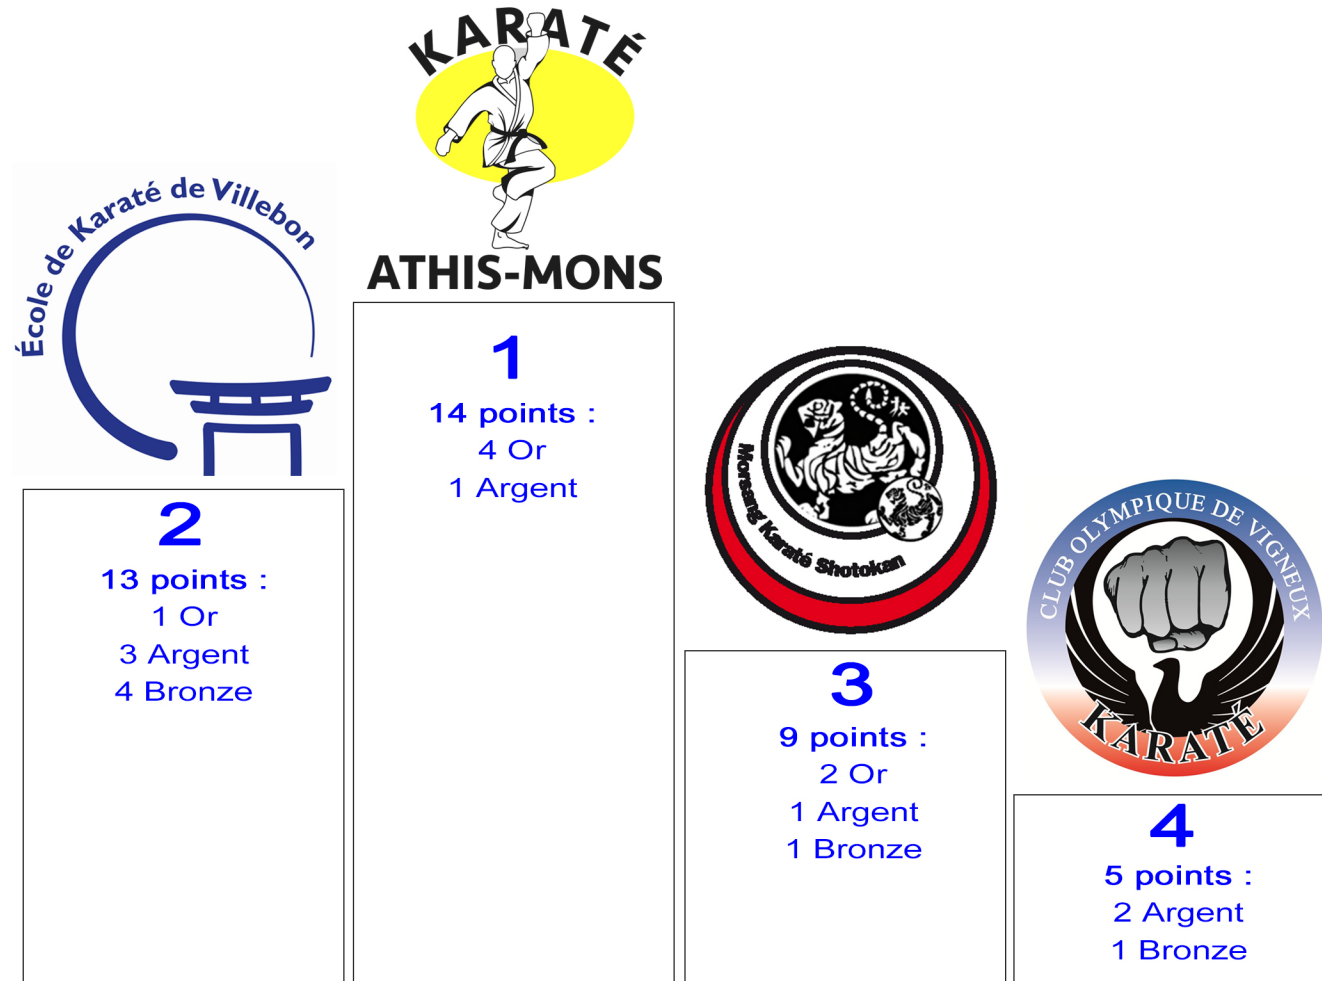 KARATÉ
ATHIS-MONS
1
14 points :
4 Or
1 Argent
École de Karaté de Villebon
2
13 points :
1 Or
3 Argent
4 Bronze
Morsang Karaté Shotokan
3
9 points :
2 Or
1 Argent
1 Bronze
CLUB OLYMPIQUE DE VIGNEUX
KARATÉ
4
5 points :
2 Argent
1 Bronze